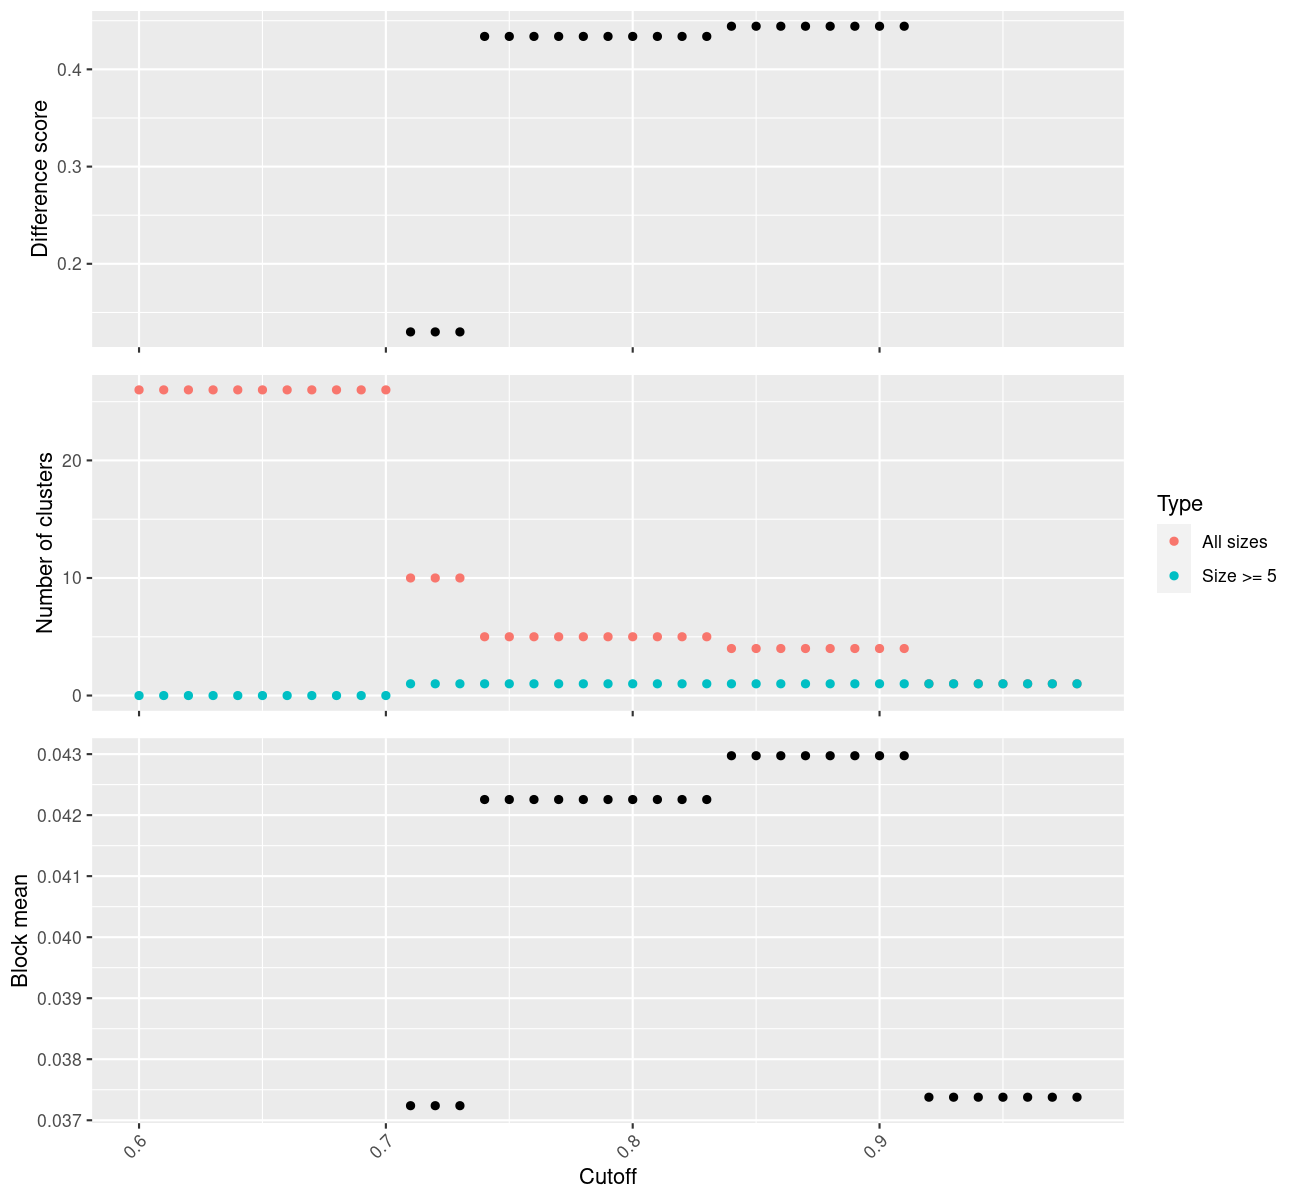 Difference score
0.4
0.3
0.2
Number of clusters
20
10
0
Type
All sizes
Size >= 5
Block mean
0.043
0.042
0.041
0.040
0.039
0.038
0.037
0.6
0.7
0.8
0.9
Cutoff